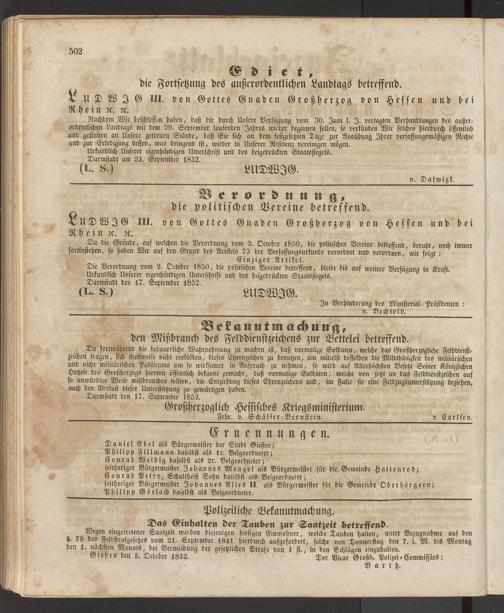 502
Edict,
die Fortsetzung des außerordentlichen Landtags betreffend.
LUDWIG III. von Gottes Gnaden Großherzog von Hessen und bei
Rhein ꝛc. ꝛc.
Nachdem Wir beschlossen haben, daß die durch Unsere Verfügung vom 30. Juni l. J. vertagten Verhandlungen des außer-
ordentlichen Landtags mit dem 29. September laufenden Jahres wieder beginnen sollen, so verkünden Wir solches hierdurch öffentlich
und gesinnen an Unsere getreuen Stände, daß Sie sich an dem festgesetzten Tage zur Ausübung Ihrer verfassungsmäßigen Rechte
und zur Erledigung dessen, was dringend ist, wieder in Unserer Residenz vereinigen mögen.
Urkundlich Unserer eigenhändigen Unterschrift und des beigedrückten Staatssiegels.
Darmstadt am 25. September 1852.
(L. S.) LUDWIG.
v. Dalwigk.
Verordnung,
die politischen Vereine betreffend.
LUDWIG III. von Gottes Gnaden Großherzog von Hessen und bei
Rhein ꝛc. ꝛc.
Da die Gründe, auf welchen die Verordnung vom 2. October 1850, die politischen Vereine betreffend, beruht, noch immer
fortbestehen, so haben Wir auf den Grund des Artikels 73 der Verfassungsurkunde verordnet und verordnen, wie folgt:
Einziger Artikel.
Die Verordnung vom 2. October 1850, die politischen Vereine betreffend, bleibt bis auf weitere Verfügung in Kraft.
Urkundlich Unserer eigenhändigen Unterschrift und des beigedrückten Staatssiegels.
Darmstadt den 17. September 1852.
(L. S.) LUDWIG.
In Verhinderung des Ministerial-Präsidenten:
v. Bechtold.
Bekanntmachung,
den Mißbrauch des Felddienstzeichens zur Bettelei betreffend.
Da fortwährend die bedauerliche Wahrnehmung zu machen ist, daß vormalige Soldaten, welche das Großherzogliche Felddienst-
zeichen tragen, sich theilweise nicht entblöden, dieses Ehrenzeichen zu benutzen, um mittelst desselben die Mildthätigkeit des militärischen und
nicht militärischen Publicums um so wirksamer in Anspruch zu nehmen, so wird auf Allerhöchsten Befehl Seiner Königlichen
Hoheit des Großherzogs hiermit öffentlich bekannt gemacht, daß vormalige Soldaten, welche von jetzt an das Felddienstzeichen auf
so unwürdige Weise mißbrauchen sollten, die Entziehung dieses Ehrenzeichens und, im Falle sie eine Feldzugsunterstützung beziehen,
auch den Verlust dieser Unterstützung zu gewärtigen haben.
Darmstadt den 17. September 1852.
Großherzoglich Hessisches Kriegsministerium.
Frhr. v. Schäffer-Bernstein. v. Carlsen.
Ernennungen.
Daniel Ebel als Bürgermeister der Stadt Gießen;
Philipp Fillmann daselbst als 1r. Beigeordneter;
Conrad Weidig daselbst als 2r. Beigeordneter;
seitheriger Bürgermeister Johannes Mengel als Bürgermeister für die Gemeinde Hattenrod;
Conrad Petry, Schultheiß Sohn daselbst als Beigeordneter;
seitheriger Bürgermeister Johannes Alles II. als Bürgermeister für die Gemeinde Oberhörgern;
Philipp Görlach daselbst als Beigeordneter.
Polizeiliche Bekanntmachung.
Das Einhalten der Tauben zur Saatzeit betreffend.
Wegen eingetretener Saatzeit werden diejenigen hiesigen Einwohner, welche Tauben halten, unter Bezugnahme auf den
§. 79 des Feldstrafgesetzes vom 21. September 1841 hierdurch aufgefordert, solche von Donnerstag den 7. l. M. bis Montag
den 1. nächsten Monats, bei Vermeidung der gesetzlichen Strafe von 1 fl., in den Schlägen einzuhalten.
Gießen den 5. October 1852. Der Vicar Großh. Polizei-Commissärs:
Barth.